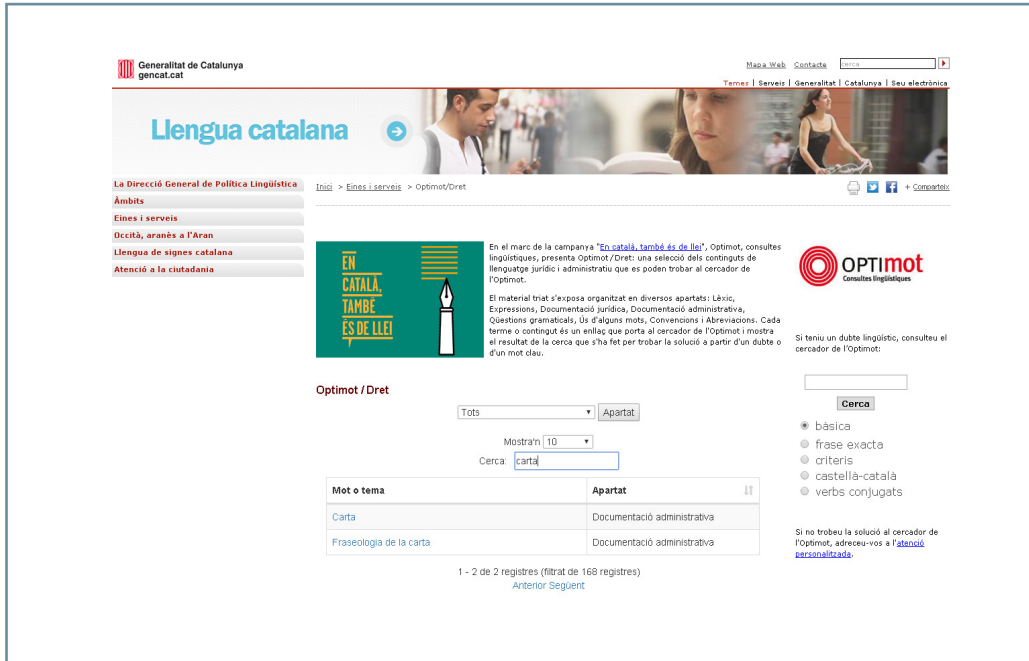 Generalitat de Catalunya
gencat.cat
Mapa Web Contacte cerca
Temes | Serveis | Generalitat | Catalunya | Seu electrònica
Llengua catalana
La Direcció General de Política Lingüística
Àmbits
Eines i serveis
Occità, aranès a l'Aran
Llengua de signes catalana
Atenció a la ciutadania
Inici > Eines i serveis > Optimot/Dret
+ Comparteix
EN
CATALÀ,
TAMBÉ
ÉS DE LLEI
En el marc de la campanya "En català, també és de llei", Optimot, consultes
lingüístiques, presenta Optimot/Dret: una selecció dels continguts de
llenguatge jurídic i administratiu que es poden trobar al cercador de
l'Optimot.
El material triat s'exposa organitzat en diversos apartats: Lèxic,
Expressions, Documentació jurídica, Documentació administrativa,
Qüestions gramaticals, Ús d'alguns mots, Convencions i Abreviacions. Cada
terme o contingut és un enllaç que porta al cercador de l'Optimot i mostra
el resultat de la cerca que s'ha fet per trobar la solució a partir d'un dubte o
d'un mot clau.
OPTImot
Consultes lingüístiques
Si teniu un dubte lingüístic, consulteu el
cercador de l'Optimot:
Cerca
bàsica
frase exacta
criteris
castellà-català
verbs conjugats
Si no trobeu la solució al cercador de
l'Optimot, adreceu-vos a l'atenció
personalitzada.
Optimot / Dret
Tots Apartat
Mostra'n 10
Cerca: carta
Mot o tema Apartat
Carta Documentació administrativa
Fraseologia de la carta Documentació administrativa
1 - 2 de 2 registres (filtrat de 168 registres)
Anterior Següent